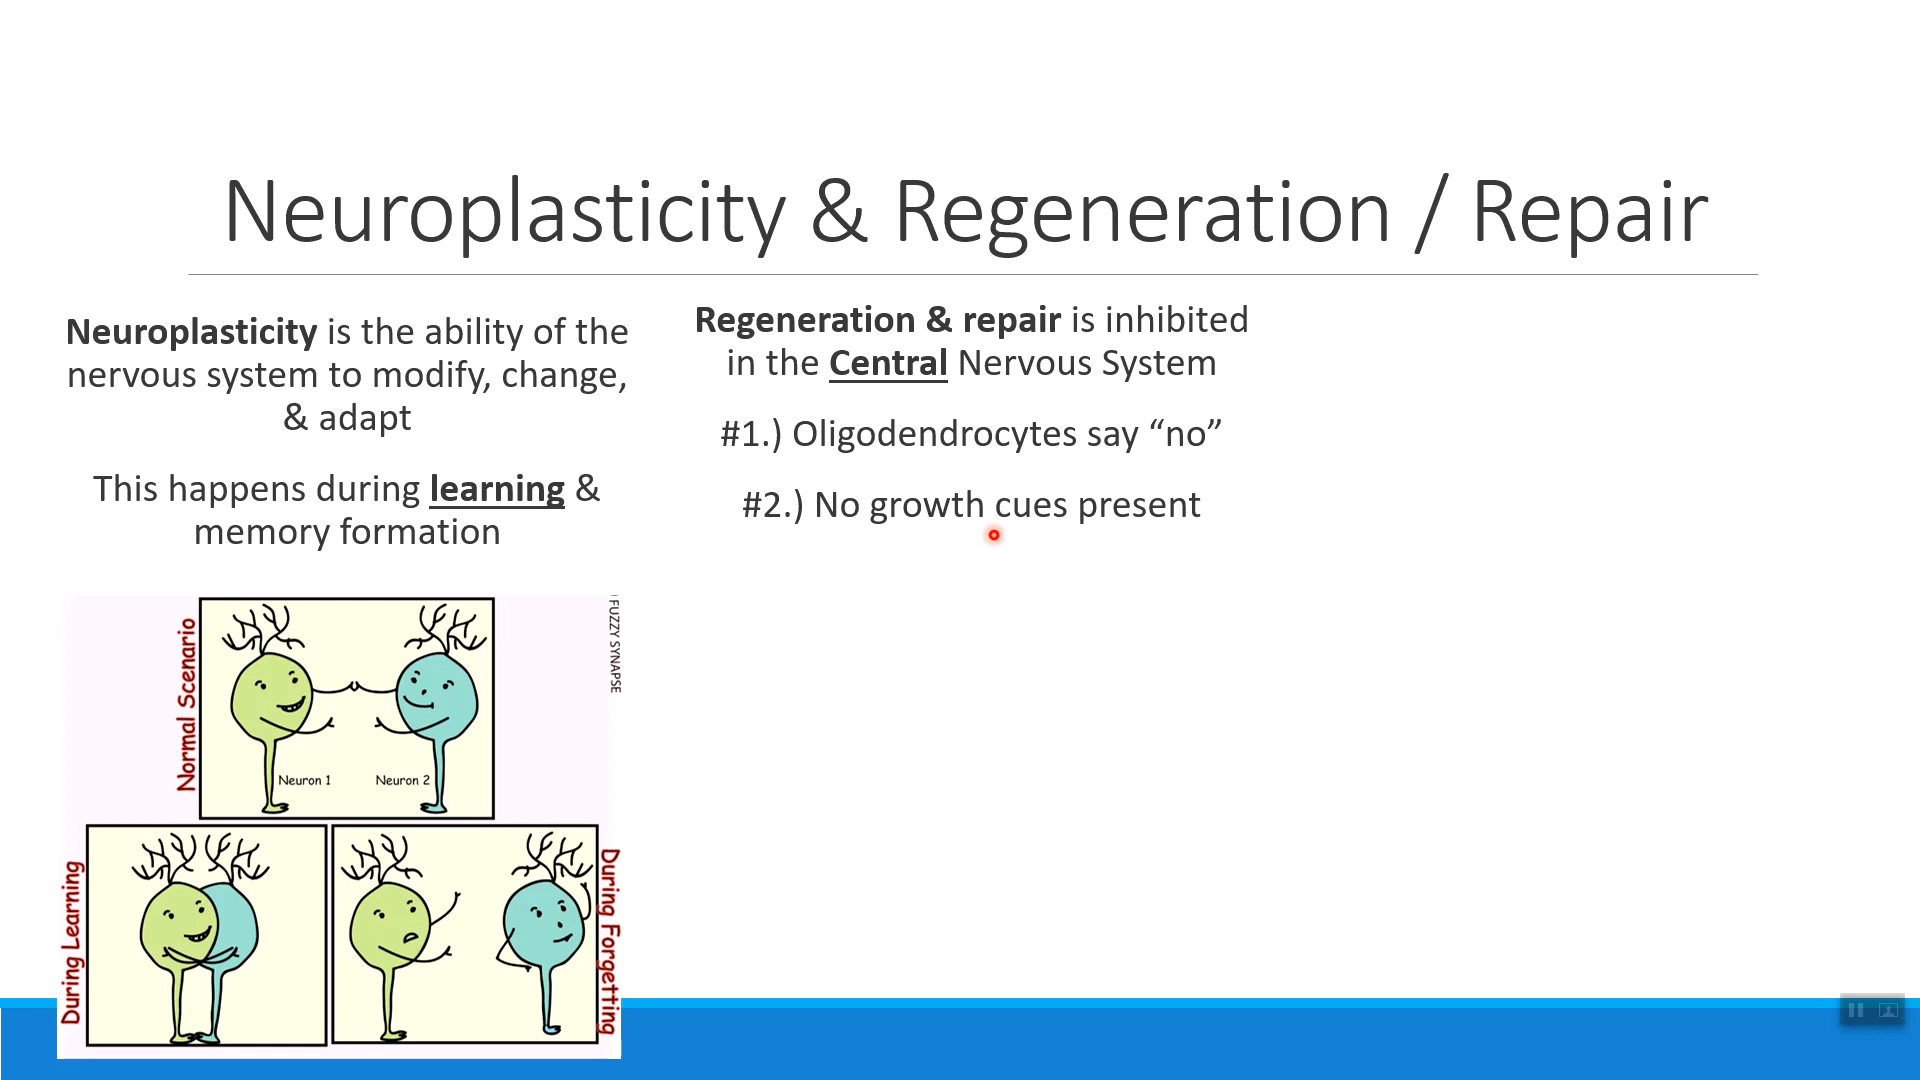 Neuroplasticity & Regeneration / Repair
Neuroplasticity is the ability of the
nervous system to modify, change,
& adapt
This happens during learning &
memory formation
Regeneration & repair is inhibited
in the Central Nervous System
#1.) Oligodendrocytes say “no”
#2.) No growth cues present
Normal Scenario
Neuron 1
Neuron 2
FUZZY SYNAPSE
During Learning
During Forgetting